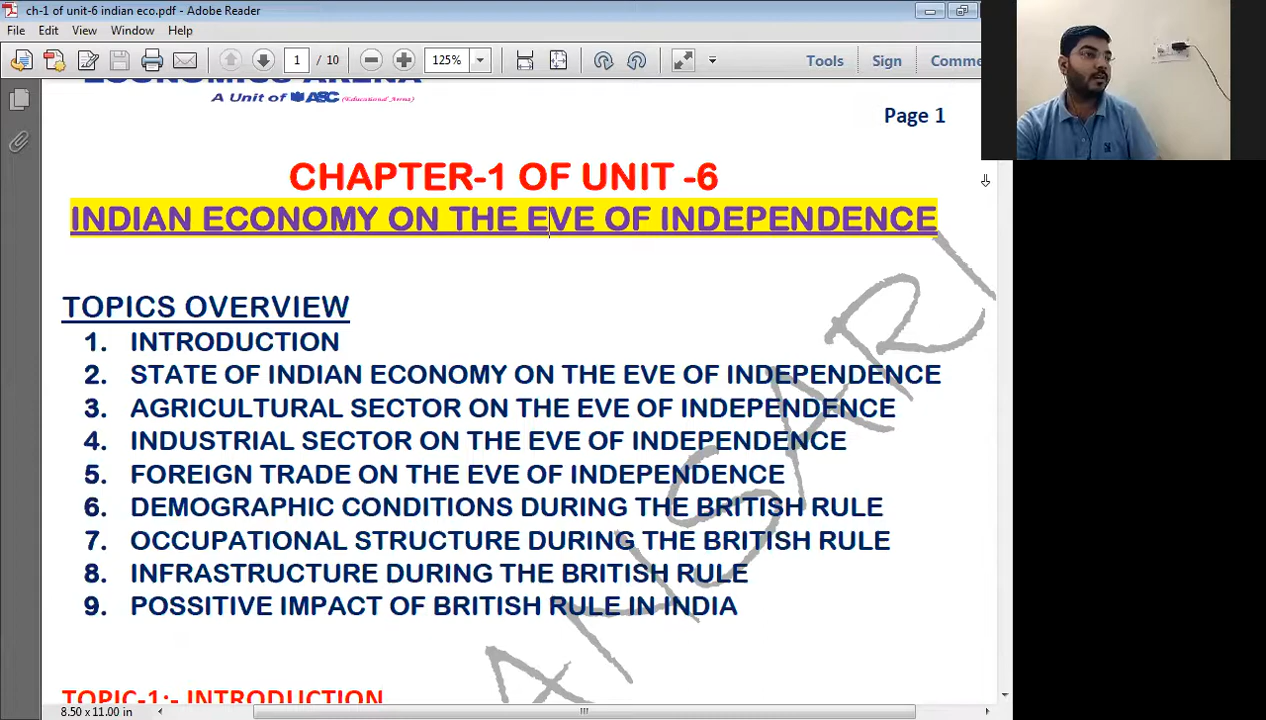 ch-1 of unit-6 indian eco.pdf - Adobe Reader
File Edit View Window Help
1 / 10 125% Tools Sign Comme
ECONOMICS ARENA
A Unit of ASC (Educational Arena)
Page 1
CHAPTER-1 OF UNIT -6
INDIAN ECONOMY ON THE EVE OF INDEPENDENCE
TOPICS OVERVIEW
1. INTRODUCTION
2. STATE OF INDIAN ECONOMY ON THE EVE OF INDEPENDENCE
3. AGRICULTURAL SECTOR ON THE EVE OF INDEPENDENCE
4. INDUSTRIAL SECTOR ON THE EVE OF INDEPENDENCE
5. FOREIGN TRADE ON THE EVE OF INDEPENDENCE
6. DEMOGRAPHIC CONDITIONS DURING THE BRITISH RULE
7. OCCUPATIONAL STRUCTURE DURING THE BRITISH RULE
8. INFRASTRUCTURE DURING THE BRITISH RULE
9. POSSITIVE IMPACT OF BRITISH RULE IN INDIA
ANSARI
TOPIC-1:- INTRODUCTION
8.50 x 11.00 in